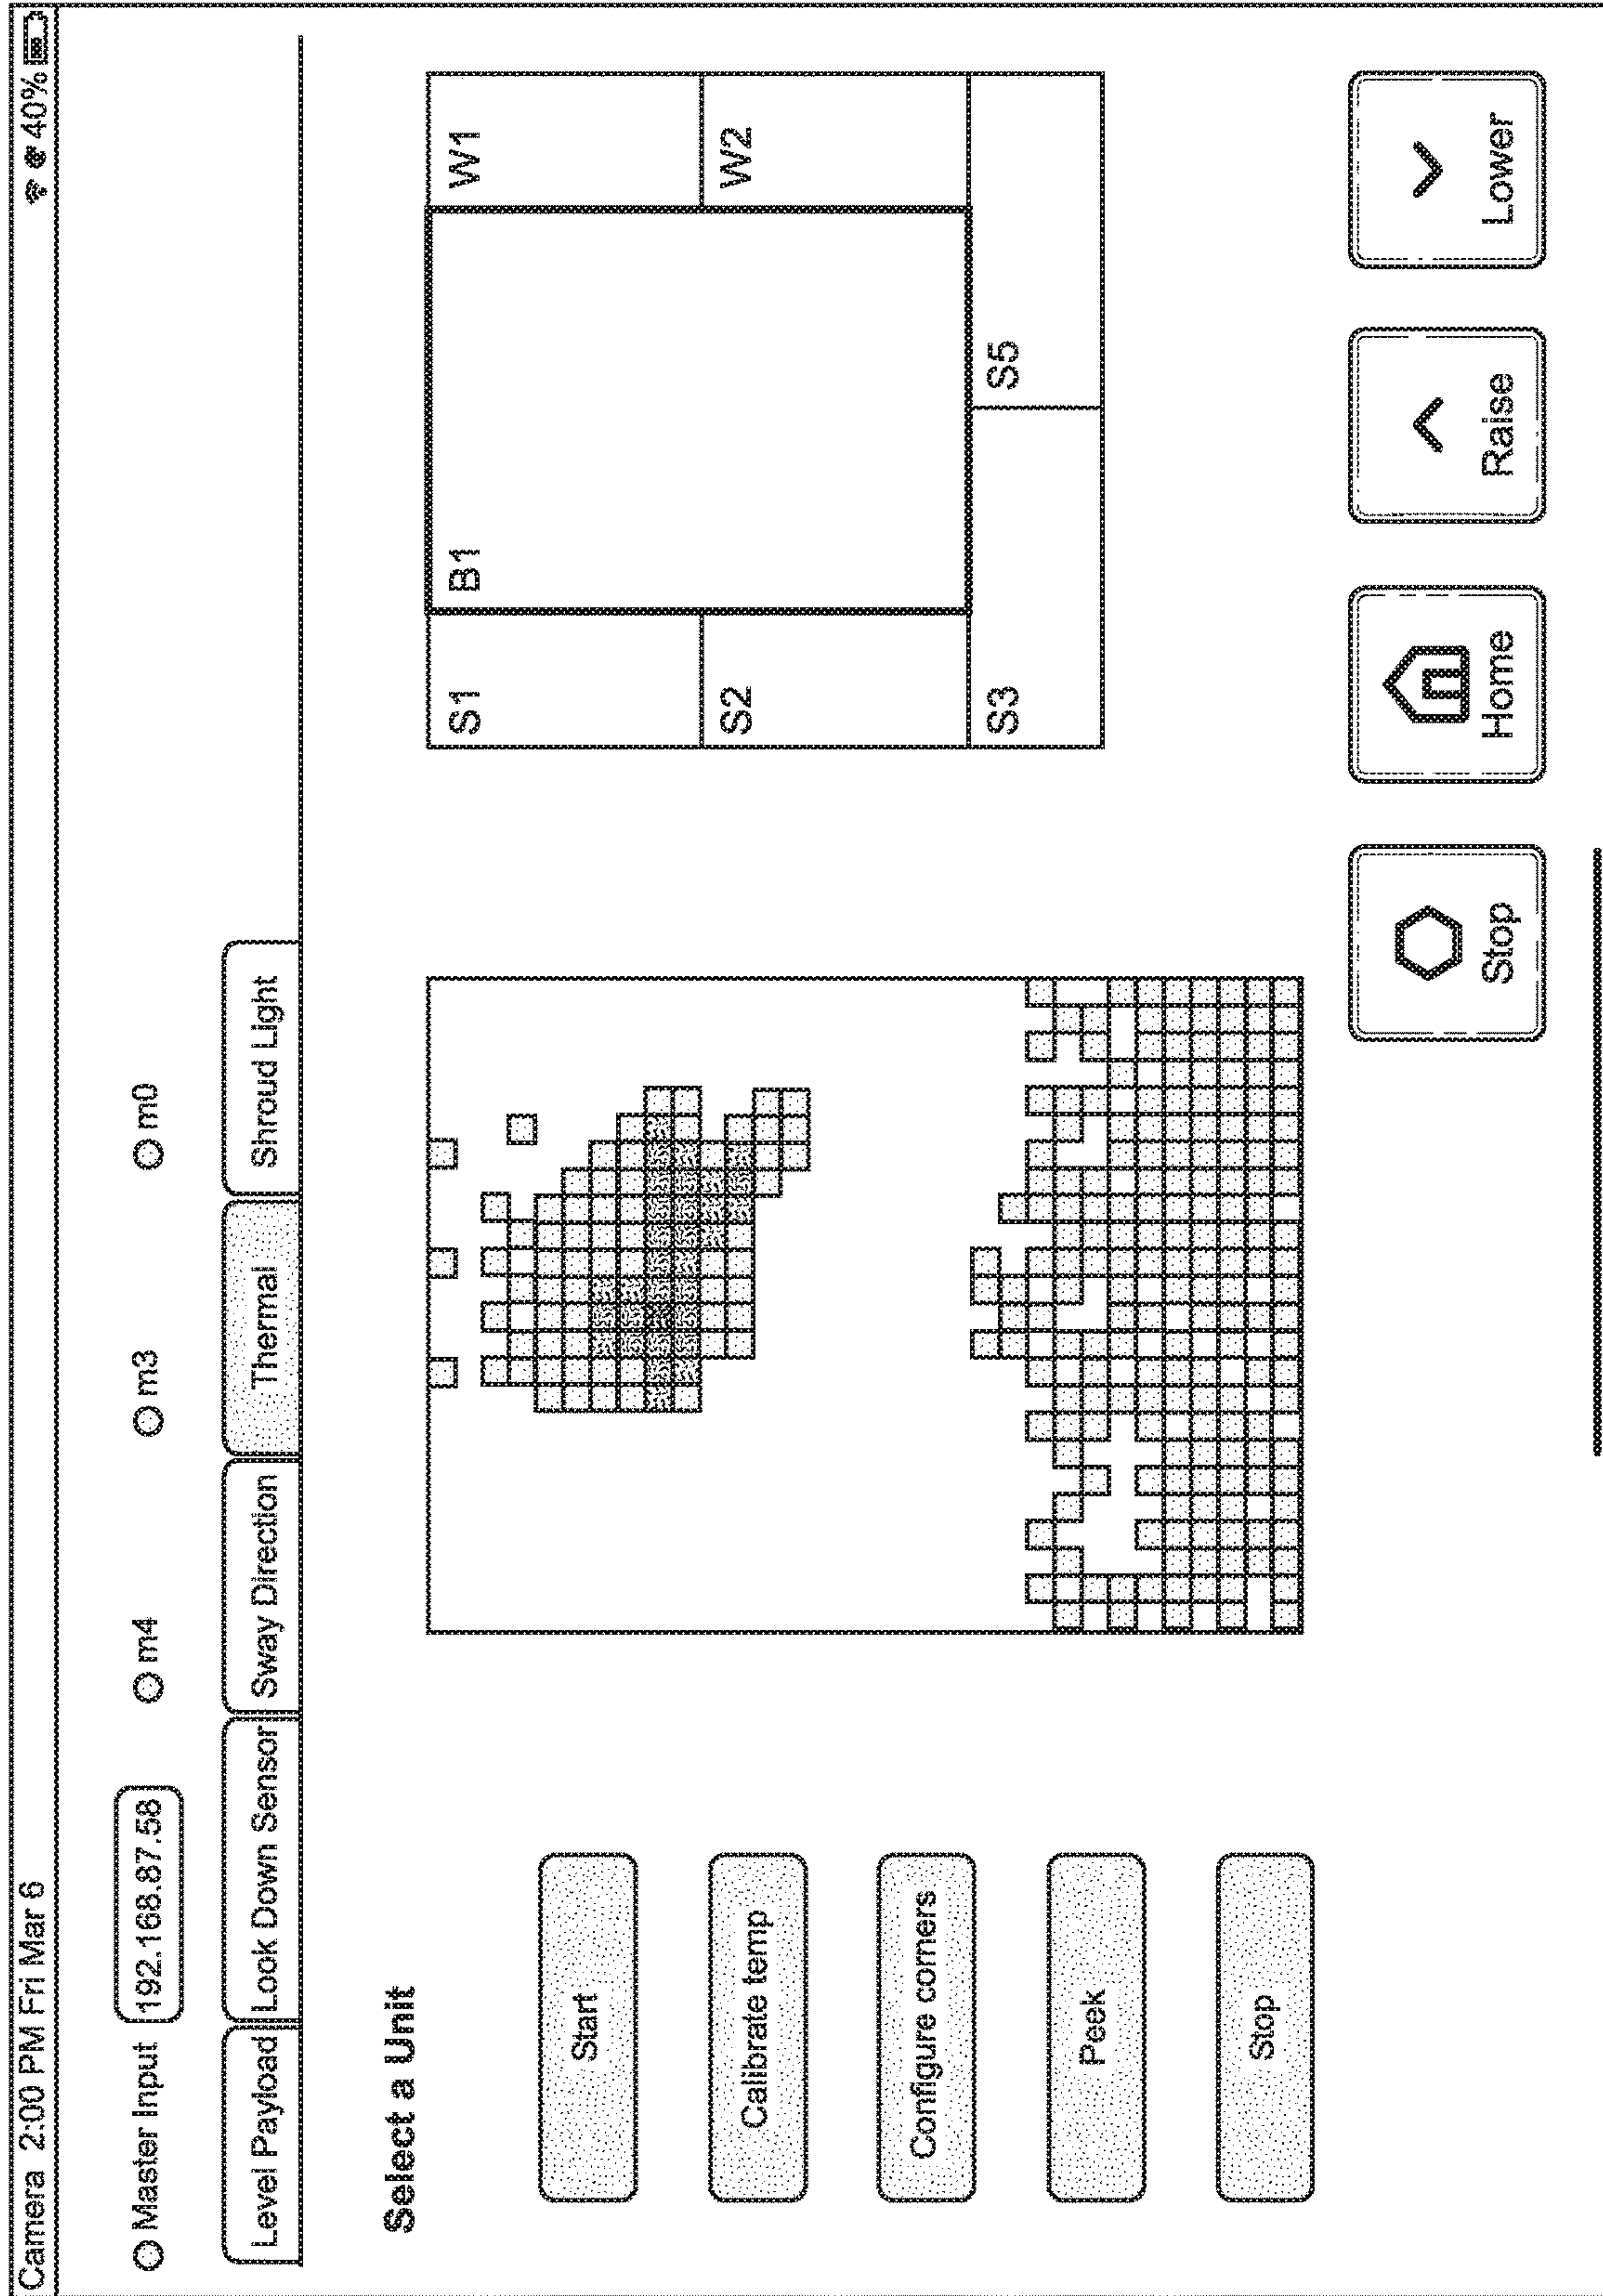 Camera 2:00 PM Fri Mar 6
40%
Master Input 192.168.87.58 m4 m3 m0
Level Payload Look Down Sensor Sway Direction Thermal Shroud Light
Select a Unit
Start
Calibrate temp
Configure corners
Peek
Stop
S1 B1 W1
S2 W2
S3 S5
Stop Home Raise Lower